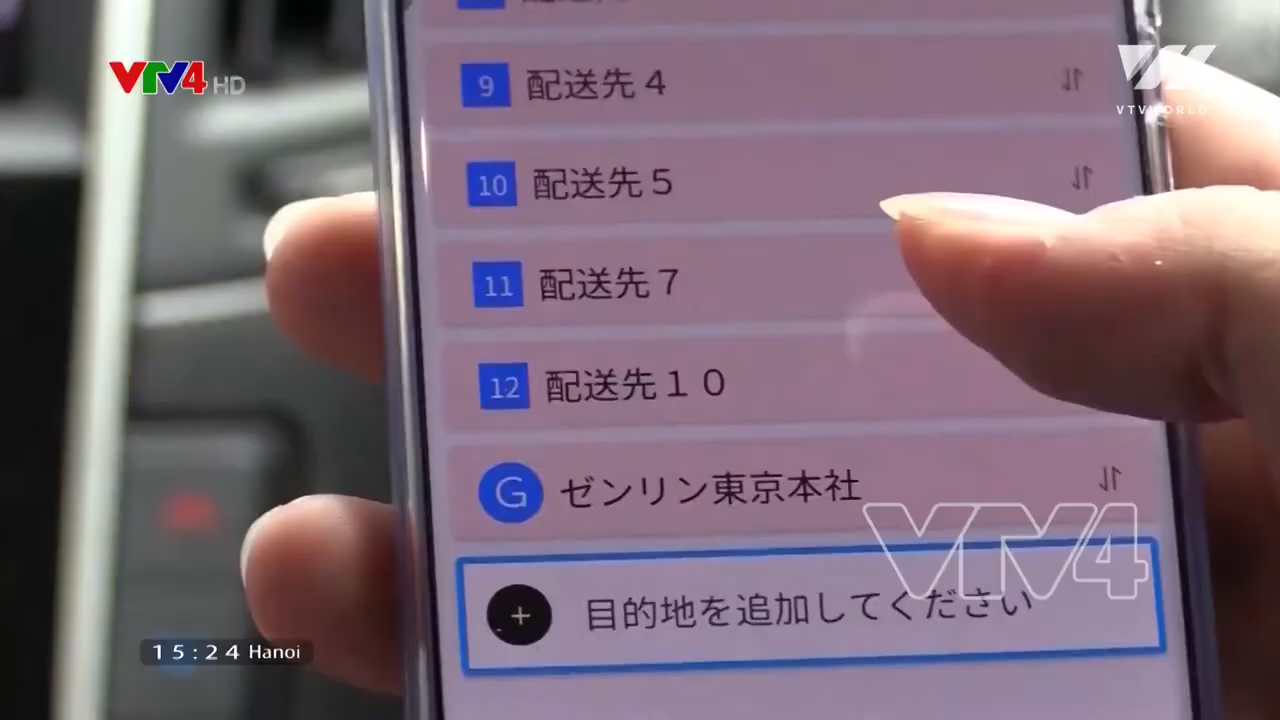 VTV4 HD
VTVWORLD
9 配送先４
10 配送先５
11 配送先７
12 配送先１０
G ゼンリン東京本社
+ 目的地を追加してください
VTV4
15:24 Hanoi